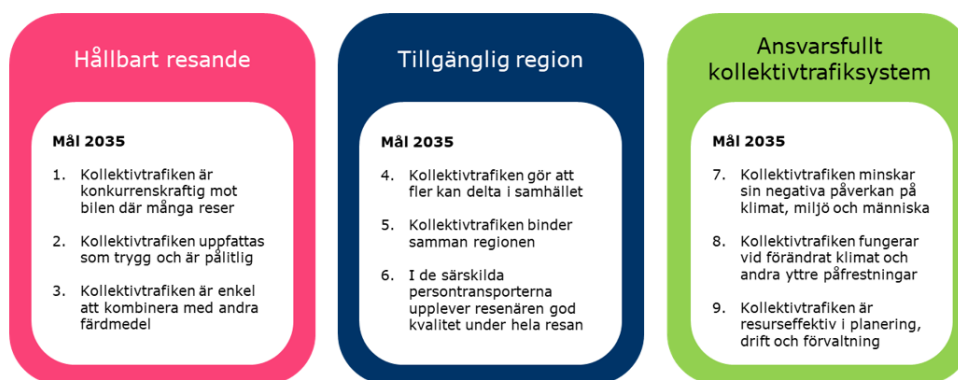 Hållbart resande
Mål 2035
1. Kollektivtrafiken är
konkurrenskraftig mot
bilen där många reser
2. Kollektivtrafiken uppfattas
som trygg och är pålitlig
3. Kollektivtrafiken är enkel
att kombinera med andra
färdmedel
Tillgänglig region
Mål 2035
4. Kollektivtrafiken gör att
fler kan delta i samhället
5. Kollektivtrafiken binder
samman regionen
6. I de särskilda
persontransporterna
upplever resenären god
kvalitet under hela resan
Ansvarsfullt
kollektivtrafiksystem
Mål 2035
7. Kollektivtrafiken minskar
sin negativa påverkan på
klimat, miljö och människa
8. Kollektivtrafiken fungerar
vid förändrat klimat och
andra yttre påfrestningar
9. Kollektivtrafiken är
resurseffektiv i planering,
drift och förvaltning